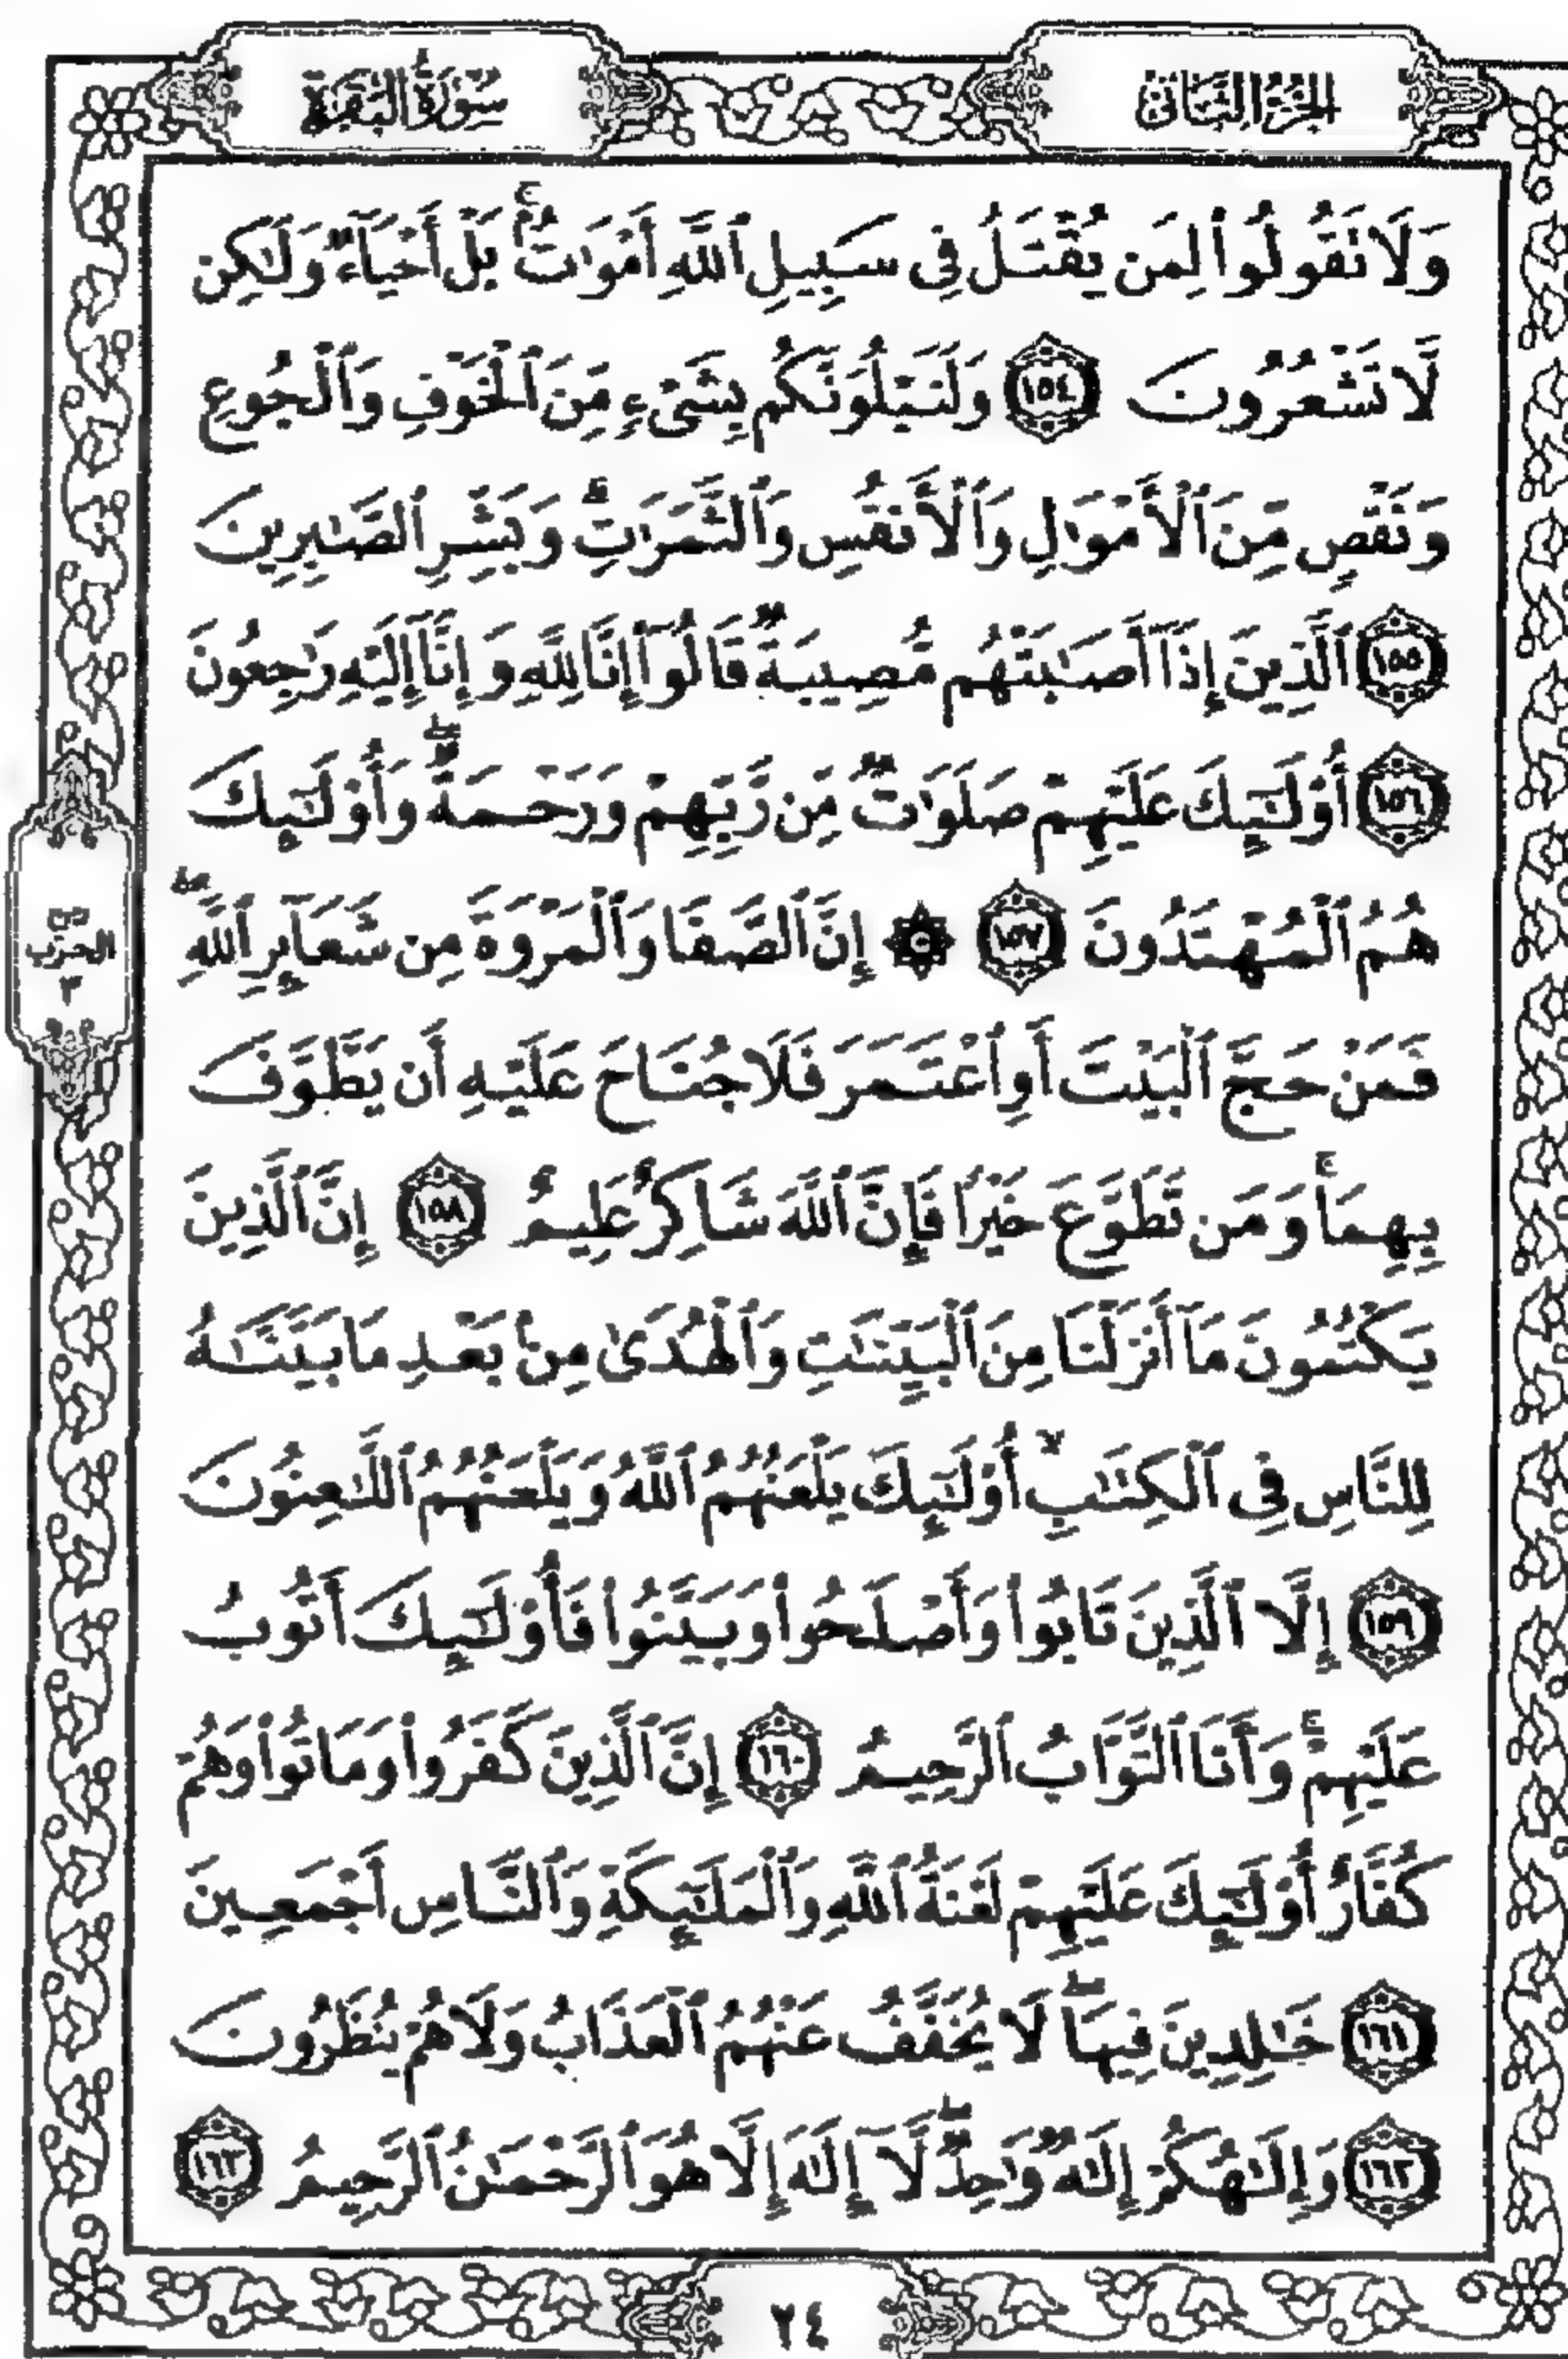 الجزء الثاني
سورة البقرة
وَلَا تَقُولُوا۟ لِمَن يُقْتَلُ فِى سَبِيلِ ٱللَّهِ أَمْوَٰتٌۢ ۚ بَلْ أَحْيَآءٌۭ وَلَـٰكِن
لَّا تَشْعُرُونَ ١٥٤ وَلَنَبْلُوَنَّكُم بِشَىْءٍۢ مِّنَ ٱلْخَوْفِ وَٱلْجُوعِ
وَنَقْصٍۢ مِّنَ ٱلْأَمْوَٰلِ وَٱلْأَنفُسِ وَٱلثَّمَرَٰتِ ۗ وَبَشِّرِ ٱلصَّـٰبِرِينَ
١٥٥ ٱلَّذِينَ إِذَآ أَصَـٰبَتْهُم مُّصِيبَةٌۭ قَالُوٓا۟ إِنَّا لِلَّهِ وَإِنَّآ إِلَيْهِ رَٰجِعُونَ
١٥٦ أُو۟لَـٰٓئِكَ عَلَيْهِمْ صَلَوَٰتٌۭ مِّن رَّبِّهِمْ وَرَحْمَةٌۭ ۖ وَأُو۟لَـٰٓئِكَ
هُمُ ٱلْمُهْتَدُونَ ١٥٧ ۞ إِنَّ ٱلصَّفَا وَٱلْمَرْوَةَ مِن شَعَآئِرِ ٱللَّهِ ۖ
ربع
الحزب
٣
فَمَنْ حَجَّ ٱلْبَيْتَ أَوِ ٱعْتَمَرَ فَلَا جُنَاحَ عَلَيْهِ أَن يَطَّوَّفَ
بِهِمَا ۚ وَمَن تَطَوَّعَ خَيْرًۭا فَإِنَّ ٱللَّهَ شَاكِرٌ عَلِيمٌ ١٥٨ إِنَّ ٱلَّذِينَ
يَكْتُمُونَ مَآ أَنزَلْنَا مِنَ ٱلْبَيِّنَـٰتِ وَٱلْهُدَىٰ مِنۢ بَعْدِ مَا بَيَّنَّـٰهُ
لِلنَّاسِ فِى ٱلْكِتَـٰبِ ۙ أُو۟لَـٰٓئِكَ يَلْعَنُهُمُ ٱللَّهُ وَيَلْعَنُهُمُ ٱللَّـٰعِنُونَ
١٥٩ إِلَّا ٱلَّذِينَ تَابُوا۟ وَأَصْلَحُوا۟ وَبَيَّنُوا۟ فَأُو۟لَـٰٓئِكَ أَتُوبُ
عَلَيْهِمْ ۚ وَأَنَا ٱلتَّوَّابُ ٱلرَّحِيمُ ١٦٠ إِنَّ ٱلَّذِينَ كَفَرُوا۟ وَمَاتُوا۟ وَهُمْ
كُفَّارٌ أُو۟لَـٰٓئِكَ عَلَيْهِمْ لَعْنَةُ ٱللَّهِ وَٱلْمَلَـٰٓئِكَةِ وَٱلنَّاسِ أَجْمَعِينَ
١٦١ خَـٰلِدِينَ فِيهَا ۖ لَا يُخَفَّفُ عَنْهُمُ ٱلْعَذَابُ وَلَا هُمْ يُنظَرُونَ
١٦٢ وَإِلَـٰهُكُمْ إِلَـٰهٌۭ وَٰحِدٌۭ ۖ لَّآ إِلَـٰهَ إِلَّا هُوَ ٱلرَّحْمَـٰنُ ٱلرَّحِيمُ ١٦٣
٢٤